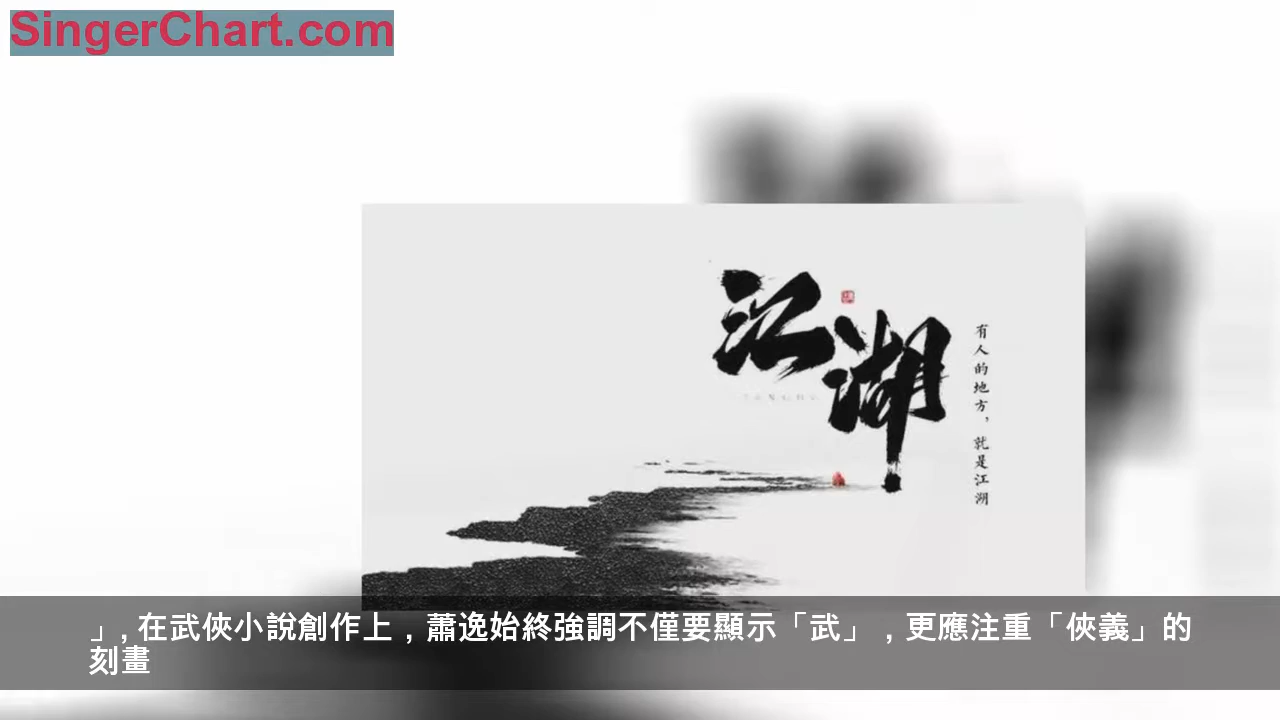 SingerChart.com
江湖
有人的地方，就是江湖
」, 在武俠小說創作上，蕭逸始終強調不僅要顯示「武」，更應注重「俠義」的
刻畫